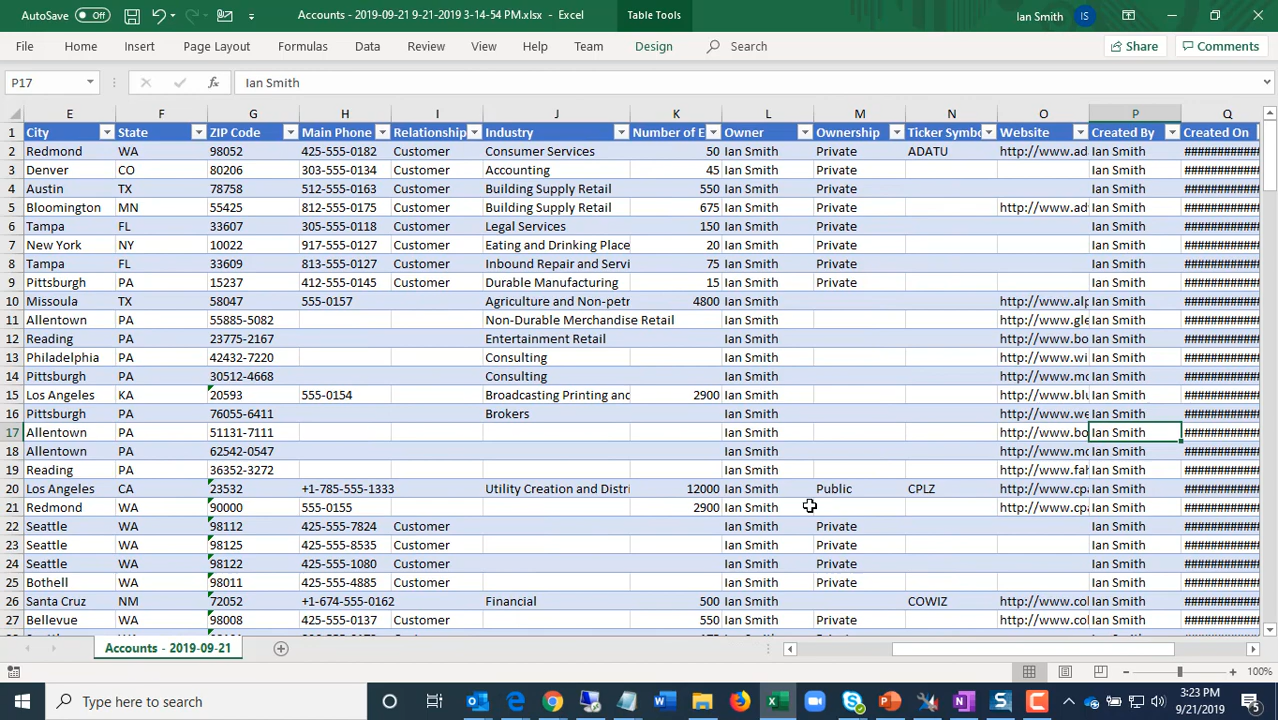 AutoSave Off Accounts - 2019-09-21 9-21-2019 3-14-54 PM.xlsx - Excel Table Tools Ian Smith IS
File Home Insert Page Layout Formulas Data Review View Help Team Design Search Share Comments
P17 fx Ian Smith
E F G H I J K L M N O P Q
1 City State ZIP Code Main Phone Relationship Industry Number of E Owner Ownership Ticker Symbo Website Created By Created On
2 Redmond WA 98052 425-555-0182 Customer Consumer Services 50 Ian Smith Private ADATU http://www.ad Ian Smith ############
3 Denver CO 80206 303-555-0134 Customer Accounting 45 Ian Smith Private Ian Smith ############
4 Austin TX 78758 512-555-0163 Customer Building Supply Retail 550 Ian Smith Private Ian Smith ############
5 Bloomington MN 55425 812-555-0175 Customer Building Supply Retail 675 Ian Smith Private http://www.ad Ian Smith ############
6 Tampa FL 33607 305-555-0118 Customer Legal Services 150 Ian Smith Private Ian Smith ############
7 New York NY 10022 917-555-0127 Customer Eating and Drinking Place 20 Ian Smith Private Ian Smith ############
8 Tampa FL 33609 813-555-0127 Customer Inbound Repair and Servi 75 Ian Smith Private Ian Smith ############
9 Pittsburgh PA 15237 412-555-0145 Customer Durable Manufacturing 15 Ian Smith Private Ian Smith ############
10 Missoula TX 58047 555-0157 Agriculture and Non-petr 4800 Ian Smith http://www.alp Ian Smith ############
11 Allentown PA 55885-5082 Non-Durable Merchandise Retail Ian Smith http://www.gle Ian Smith ############
12 Reading PA 23775-2167 Entertainment Retail Ian Smith http://www.bo Ian Smith ############
13 Philadelphia PA 42432-7220 Consulting Ian Smith http://www.wi Ian Smith ############
14 Pittsburgh PA 30512-4668 Consulting Ian Smith http://www.mo Ian Smith ############
15 Los Angeles KA 20593 555-0154 Broadcasting Printing and 2900 Ian Smith http://www.blu Ian Smith ############
16 Pittsburgh PA 76055-6411 Brokers Ian Smith http://www.we Ian Smith ############
17 Allentown PA 51131-7111 Ian Smith http://www.bo Ian Smith ############
18 Allentown PA 62542-0547 Ian Smith http://www.mo Ian Smith ############
19 Reading PA 36352-3272 Ian Smith http://www.fah Ian Smith ############
20 Los Angeles CA 23532 +1-785-555-1333 Utility Creation and Distri 12000 Ian Smith Public CPLZ http://www.cpa Ian Smith ############
21 Redmond WA 90000 555-0155 2900 Ian Smith http://www.cpa Ian Smith ############
22 Seattle WA 98112 425-555-7824 Customer Ian Smith Private Ian Smith ############
23 Seattle WA 98125 425-555-8535 Customer Ian Smith Private Ian Smith ############
24 Seattle WA 98122 425-555-1080 Customer Ian Smith Private Ian Smith ############
25 Bothell WA 98011 425-555-4885 Customer Ian Smith Private Ian Smith ############
26 Santa Cruz NM 72052 +1-674-555-0162 Financial 500 Ian Smith COWIZ http://www.col Ian Smith ############
27 Bellevue WA 98008 425-555-0137 Customer 550 Ian Smith Private http://www.col Ian Smith ############
Accounts - 2019-09-21
100%
Type here to search 3:23 PM
9/21/2019 5